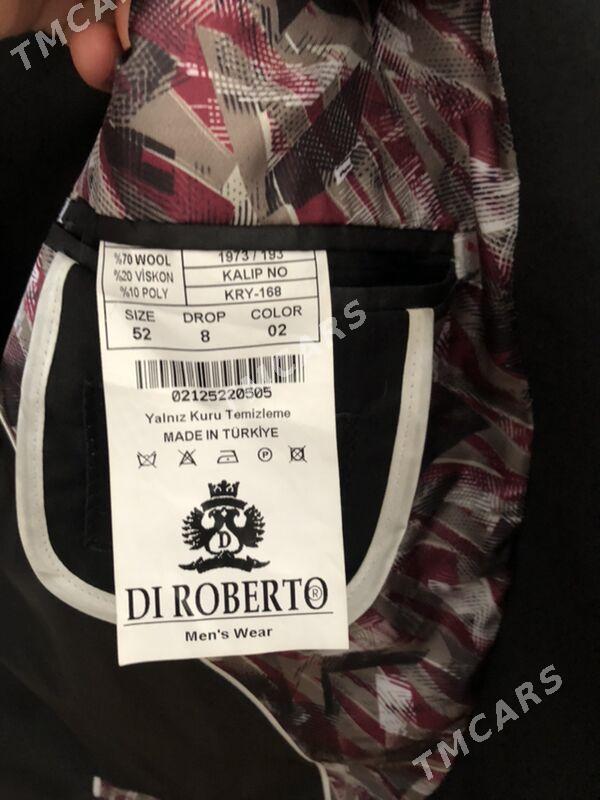 TMCARS
%70 WOOL 1973 / 193
%20 VİSKON KALIP NO
%10 POLY KRY-168
SIZE DROP COLOR
52 8 02
TMCARS
02125220505
Yalnız Kuru Temizleme
MADE IN TÜRKİYE
P
D
DI ROBERTO®
Men's Wear
TMCARS